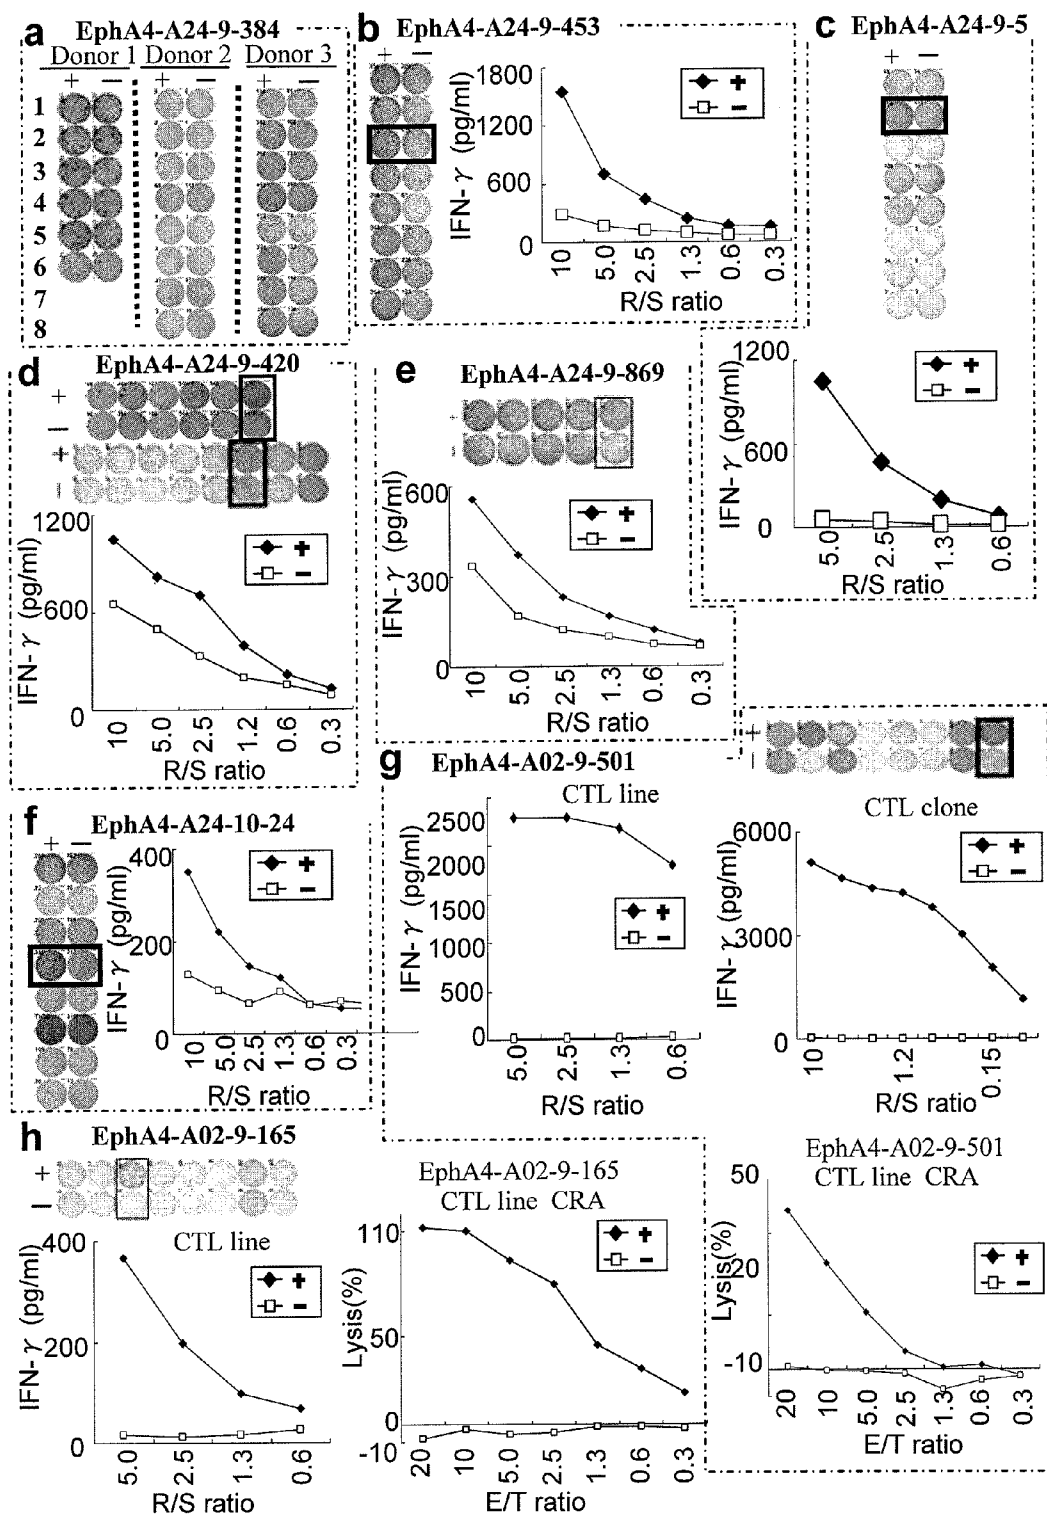 a EphA4-A24-9-384
Donor 1 Donor 2 Donor 3
+ − + − + −
1
2
3
4
5
6
7
8
b EphA4-A24-9-453
+ −
IFN-γ (pg/ml)
1800
1200
600
0
+
−
10 5.0 2.5 1.3 0.6 0.3
R/S ratio
c EphA4-A24-9-5
+ −
IFN-γ (pg/ml)
1200
600
0
+
−
5.0 2.5 1.3 0.6
R/S ratio
d EphA4-A24-9-420
+
−
+
−
IFN-γ (pg/ml)
1200
600
0
+
−
10 5.0 2.5 1.2 0.6 0.3
R/S ratio
e EphA4-A24-9-869
+
−
IFN-γ (pg/ml)
600
300
0
+
−
10 5.0 2.5 1.3 0.6 0.3
R/S ratio
f EphA4-A24-10-24
+ −
IFN-γ (pg/ml)
400
200
0
+
−
10 5.0 2.5 1.3 0.6 0.3
R/S ratio
g EphA4-A02-9-501
CTL line
IFN-γ (pg/ml)
2500
2000
1500
1000
500
0
+
−
5.0 2.5 1.3 0.6
R/S ratio
+
−
CTL clone
IFN-γ (pg/ml)
6000
3000
0
+
−
10 1.2 0.15
R/S ratio
EphA4-A02-9-501
CTL line CRA
Lysis(%)
50
20
-10
+
−
20 10 5.0 2.5 1.3 0.6 0.3
E/T ratio
h EphA4-A02-9-165
+
−
CTL line
IFN-γ (pg/ml)
400
200
0
+
−
5.0 2.5 1.3 0.6
R/S ratio
EphA4-A02-9-165
CTL line CRA
Lysis(%)
110
50
0
-10
+
−
20 10 5.0 2.5 1.3 0.6 0.3
E/T ratio